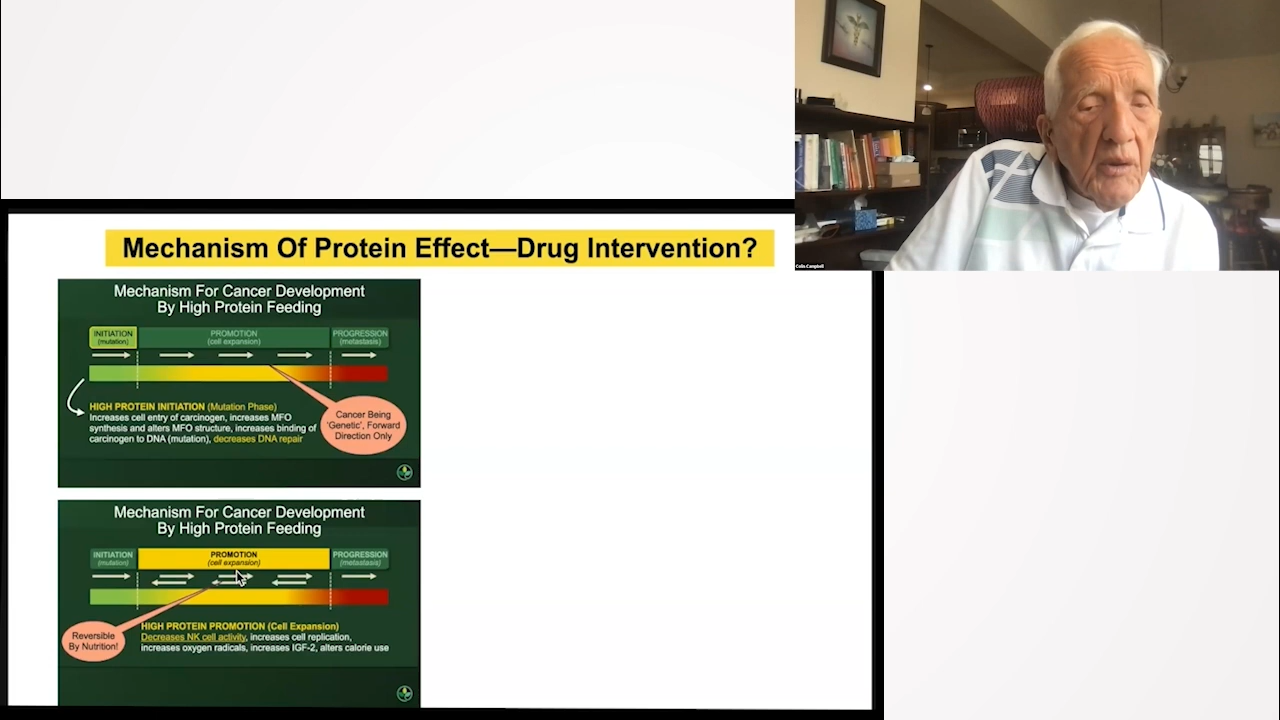 Mechanism Of Protein Effect—Drug Intervention?
Mechanism For Cancer Development
By High Protein Feeding
INITIATION
(mutation)
PROMOTION
(cell expansion)
PROGRESSION
(metastasis)
HIGH PROTEIN INITIATION (Mutation Phase)
Increases cell entry of carcinogen, increases MFO
synthesis and alters MFO structure, increases binding of
carcinogen to DNA (mutation), decreases DNA repair
Cancer Being
'Genetic', Forward
Direction Only
Mechanism For Cancer Development
By High Protein Feeding
INITIATION
(mutation)
PROMOTION
(cell expansion)
PROGRESSION
(metastasis)
Reversible
By Nutrition!
HIGH PROTEIN PROMOTION (Cell Expansion)
Decreases NK cell activity, increases cell replication,
increases oxygen radicals, increases IGF-2, alters calorie use
Colin Campbell